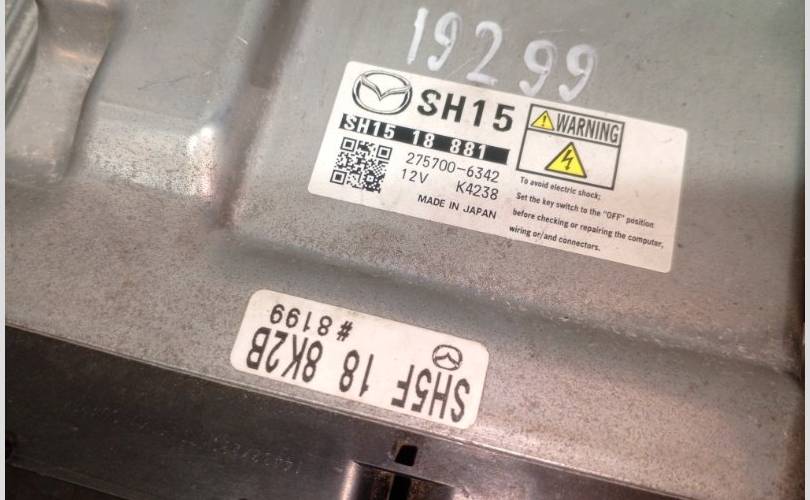 19299
SH15
SH15 18 881
275700-6342
12V K4238
MADE IN JAPAN
WARNING
To avoid electric shock;
Set the key switch to the "OFF" position
before checking or repairing the computer,
wiring or/and connectors.
SH5F 18 8K2B
#8199